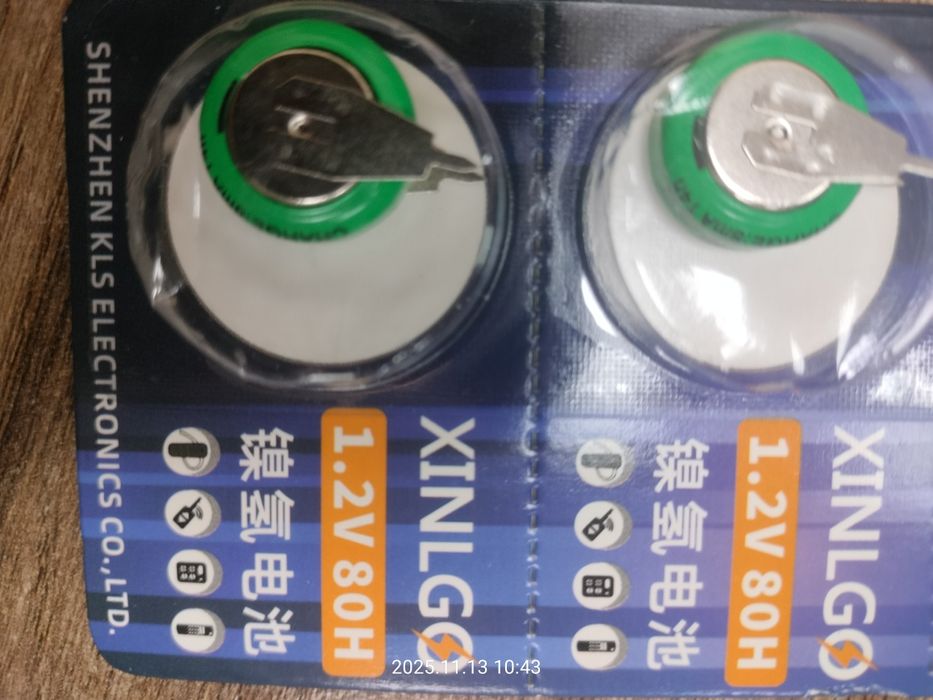 SHENZHEN KLS ELECTRONICS CO.,LTD.
XINLGO
1.2V 80H
镍氢电池
XINLGO
1.2V 80H
镍氢电池
2025.11.13 10:43